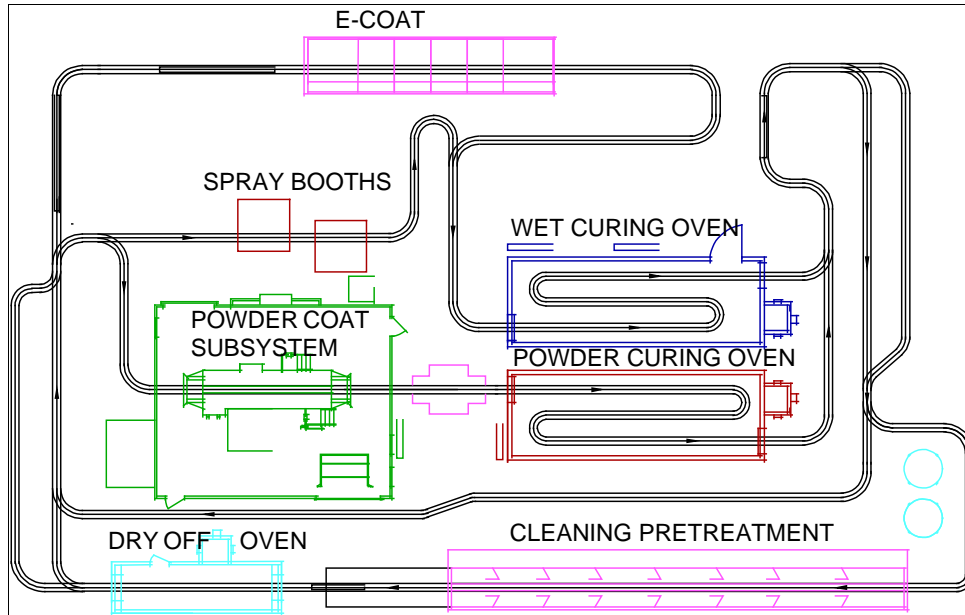 E-COAT
SPRAY BOOTHS
WET CURING OVEN
POWDER COAT
SUBSYSTEM
POWDER CURING OVEN
DRY OFF OVEN
CLEANING PRETREATMENT